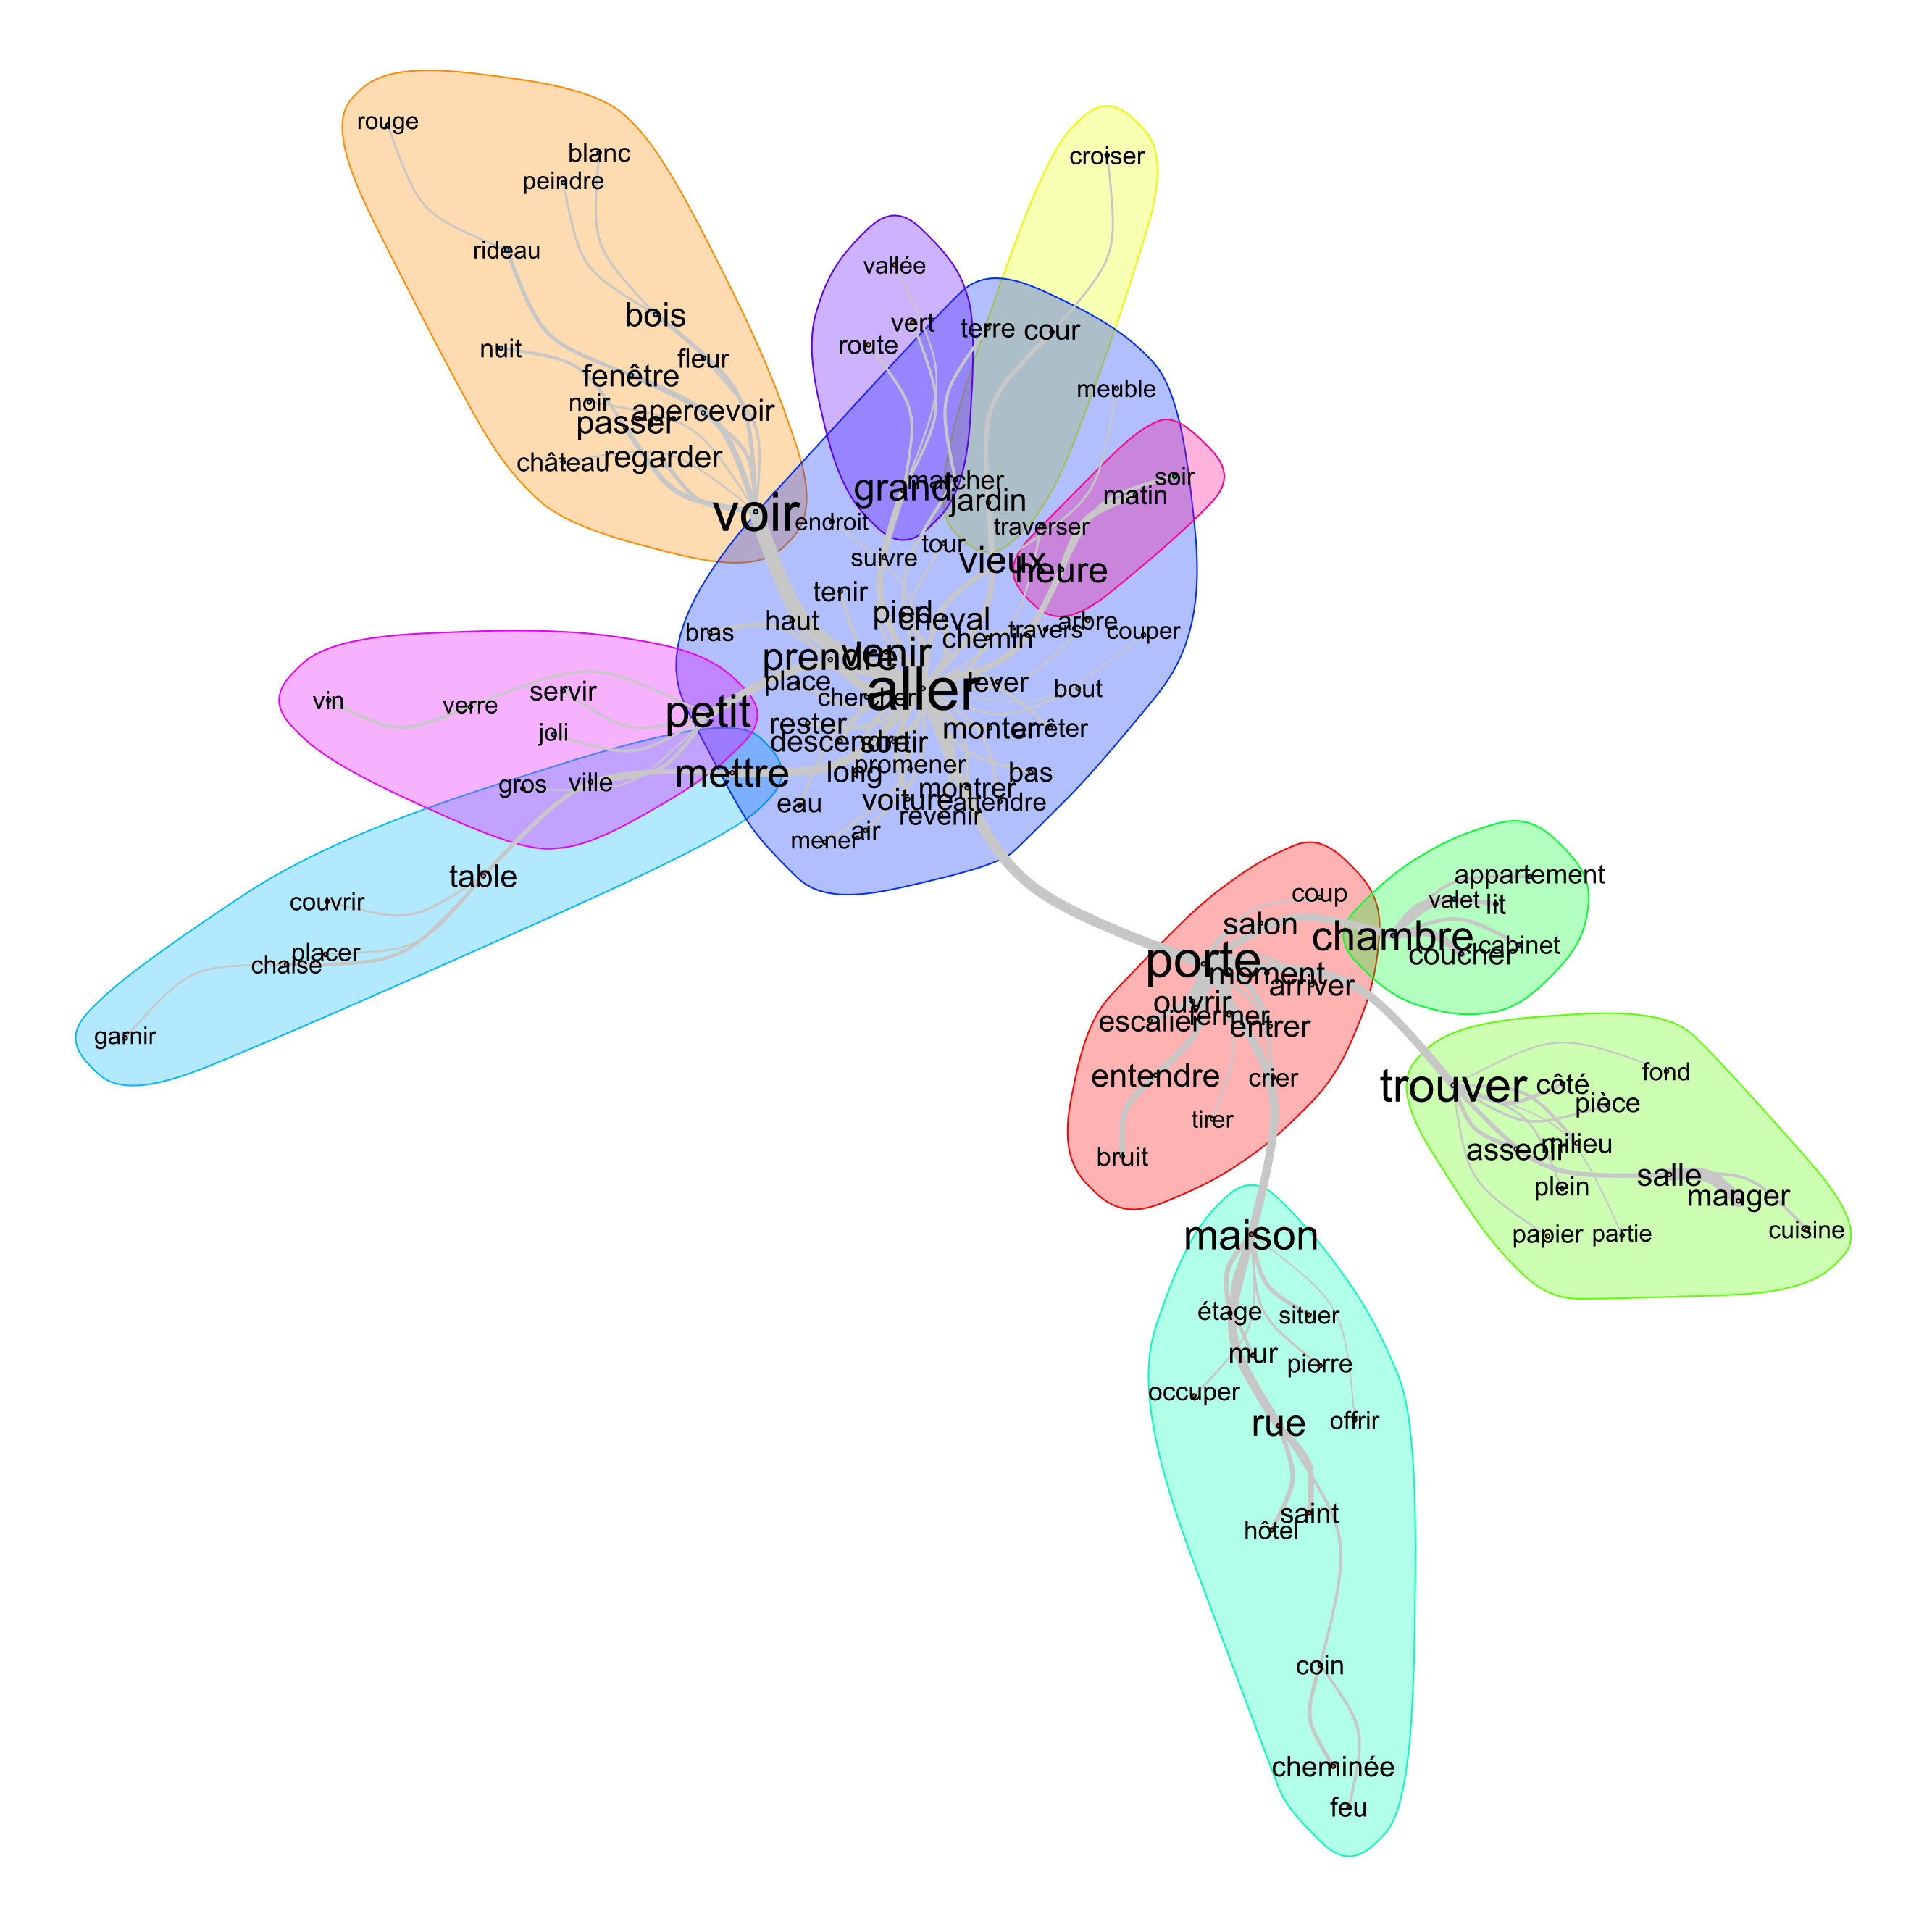 rouge
blanc
peindre
croiser
rideau
vallée
bois
vert
terre
cour
route
nuit
fleur
fenêtre
meuble
noir
apercevoir
passer
château
regarder
soir
marcher
grand
matin
jardin
voir
endroit
traverser
tour
suivre
vieux
heure
tenir
pied
cheval
haut
arbre
bras
travers
couper
chemin
venir
prendre
place
lever
aller
chercher
bout
vin
verre
servir
petit
joli
rester
monter
arrêter
descendre
sortir
promener
mettre
long
bas
gros
ville
montrer
eau
voiture
attendre
revenir
air
mener
table
couvrir
coup
appartement
valet
lit
salon
chambre
placer
chaise
porte
cabinet
coucher
moment
arriver
ouvrir
fermer
escalier
entrer
garnir
entendre
crier
trouver
côté
fond
pièce
tirer
bruit
asseoir
milieu
salle
plein
manger
maison
papier
partie
cuisine
étage
situer
mur
pierre
occuper
rue
offrir
saint
hôtel
coin
cheminée
feu